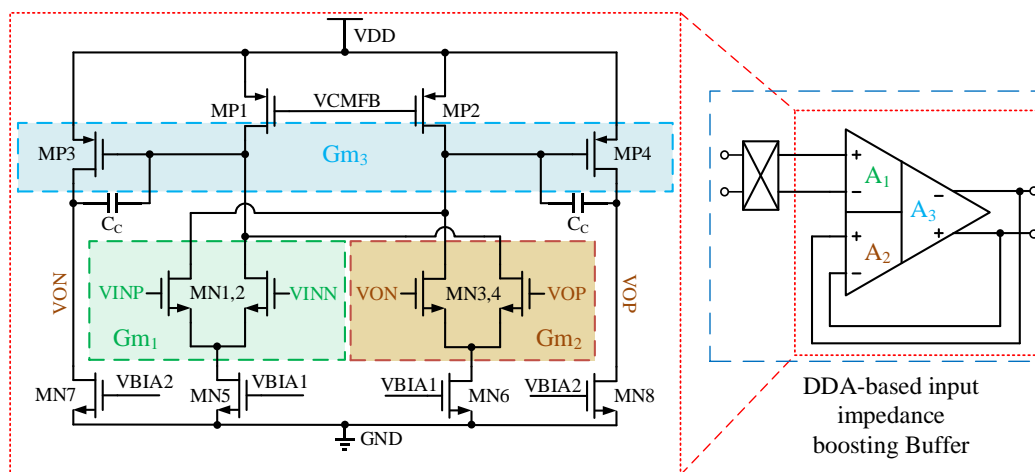 VDD
MP1
VCMFB
MP2
MP3
Gm3
MP4
CC
CC
VON
VINP
MN1,2
VINN
VON
MN3,4
VOP
VOP
Gm1
Gm2
MN7
VBIA2
MN5
VBIA1
VBIA1
MN6
VBIA2
MN8
GND
+
A1
−
−
A3
+
+
A2
−
DDA-based input
impedance
boosting Buffer